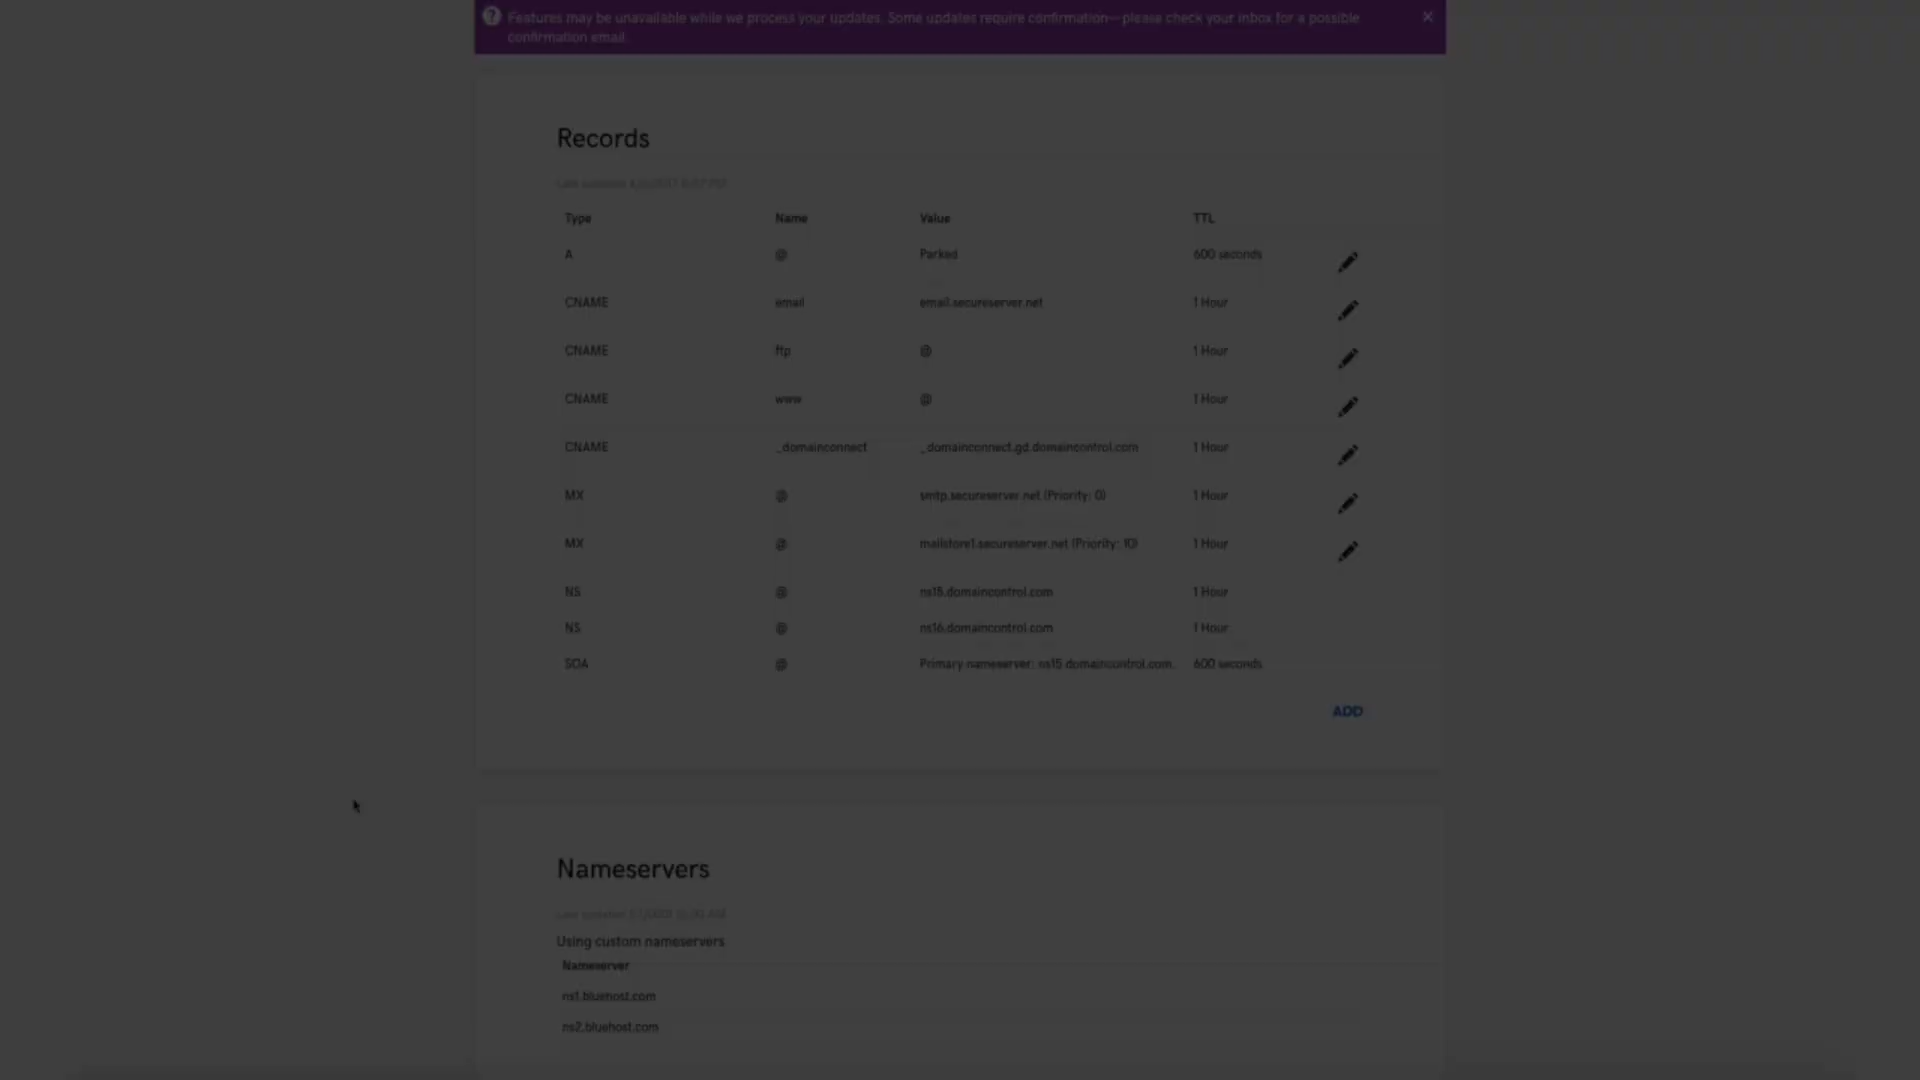 Features may be unavailable while we process your updates. Some updates require confirmation—please check your inbox for a possible
confirmation email.
Records
Last updated
Type Name Value TTL
A @ Parked 600 seconds
CNAME email email.secureserver.net 1 Hour
CNAME ftp @ 1 Hour
CNAME www @ 1 Hour
CNAME _domainconnect _domainconnect.gd.domaincontrol.com 1 Hour
MX @ smtp.secureserver.net (Priority: 0) 1 Hour
MX @ mailstore1.secureserver.net (Priority: 10) 1 Hour
NS @ ns15.domaincontrol.com 1 Hour
NS @ ns16.domaincontrol.com 1 Hour
SOA @ Primary nameserver: ns15.domaincontrol.com. 600 seconds
ADD
Nameservers
Last updated
Using custom nameservers
Nameserver
ns1.bluehost.com
ns2.bluehost.com